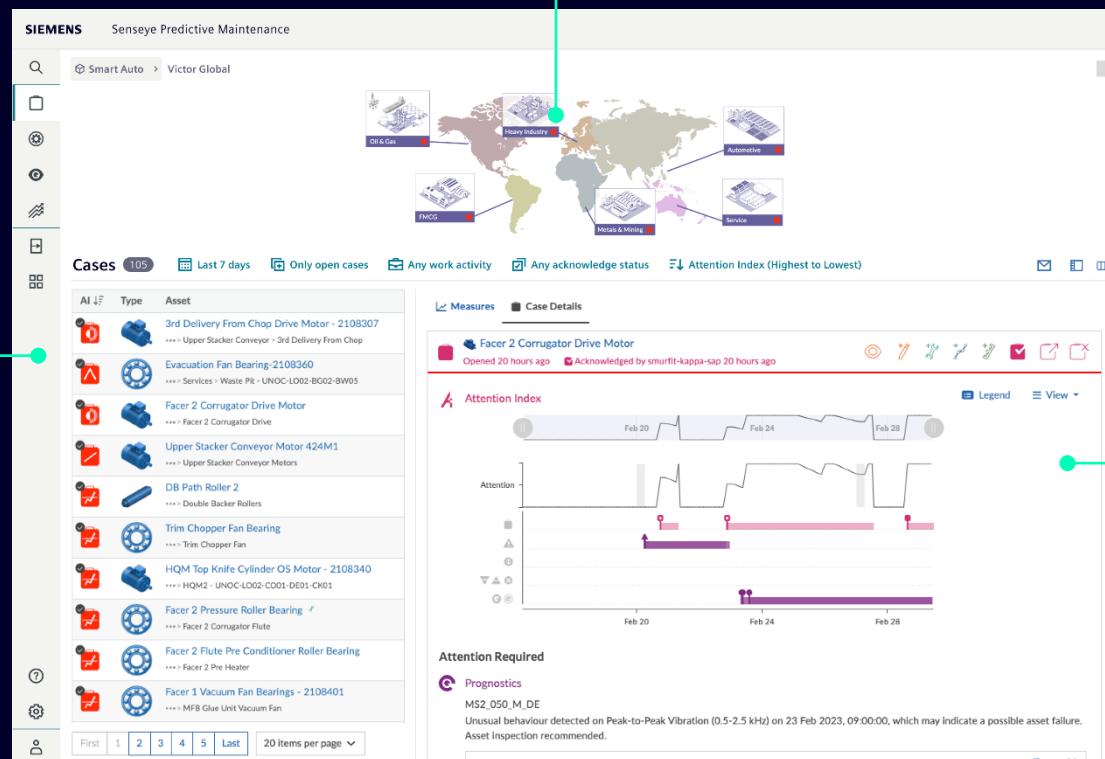 SIEMENS Senseye Predictive Maintenance
Smart Auto > Victor Global
Oil & Gas
Heavy Industry
Automotive
FMCG
Metals & Mining
Service
Cases 105 Last 7 days Only open cases Any work activity Any acknowledge status Attention Index (Highest to Lowest)
AI Type Asset
3rd Delivery From Chop Drive Motor - 2108307
•••> Upper Stacker Conveyor > 3rd Delivery From Chop
Evacuation Fan Bearing-2108360
•••> Services > Waste Pit - UNOC-LO02-BG02-BW05
Facer 2 Corrugator Drive Motor
•••> Facer 2 Corrugator Drive
Upper Stacker Conveyor Motor 424M1
•••> Upper Stacker Conveyor Motors
DB Path Roller 2
•••> Double Backer Rollers
Trim Chopper Fan Bearing
•••> Trim Chopper Fan
HQM Top Knife Cylinder OS Motor - 2108340
•••> HQM2 - UNOC-LO02-CO01-DE01-CK01
Facer 2 Pressure Roller Bearing
•••> Facer 2 Corrugator Flute
Facer 2 Flute Pre Conditioner Roller Bearing
•••> Facer 2 Pre Heater
Facer 1 Vacuum Fan Bearings - 2108401
•••> MFB Glue Unit Vacuum Fan
First 1 2 3 4 5 Last 20 items per page
Measures Case Details
Facer 2 Corrugator Drive Motor
Opened 20 hours ago Acknowledged by smurfit-kappa-sap 20 hours ago
Attention Index Legend View
Feb 20 Feb 24 Feb 28
Attention
Feb 20 Feb 24 Feb 28
Attention Required
Prognostics
MS2_050_M_DE
Unusual behaviour detected on Peak-to-Peak Vibration (0.5-2.5 kHz) on 23 Feb 2023, 09:00:00, which may indicate a possible asset failure.
Asset inspection recommended.